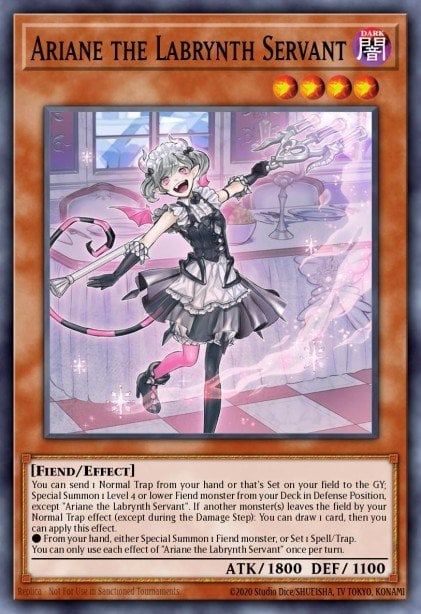 ARIANE THE LABRYNTH SERVANT
DARK
闇
[FIEND/EFFECT]
You can send 1 Normal Trap from your hand or that's Set on your field to the GY;
Special Summon 1 Level 4 or lower Fiend monster from your Deck in Defense Position,
except "Ariane the Labrynth Servant". If another monster(s) leaves the field by your
Normal Trap effect (except during the Damage Step): You can draw 1 card, then you
can apply this effect.
● From your hand, either Special Summon 1 Fiend monster, or Set 1 Spell/Trap.
You can only use each effect of "Ariane the Labrynth Servant" once per turn.
ATK/1800 DEF/1100
Replica - Not For Use in Sanctioned Tournaments
©2020 Studio Dice/SHUEISHA, TV TOKYO, KONAMI